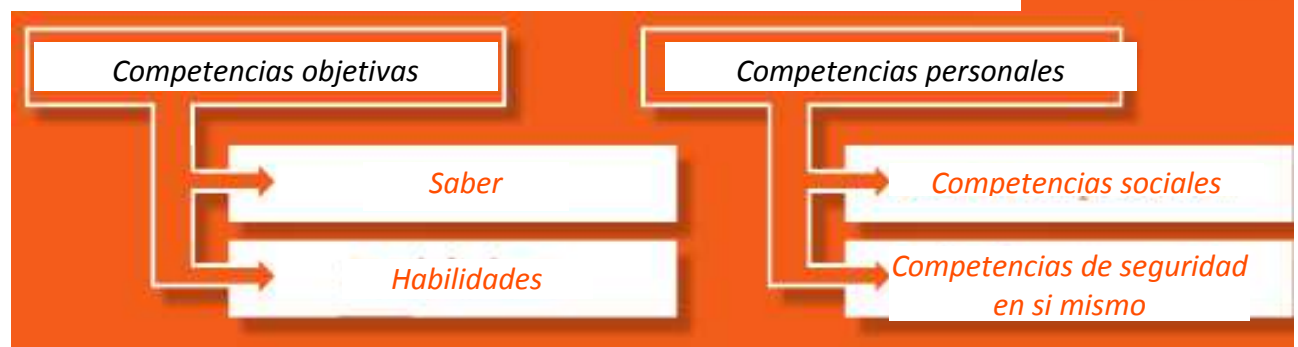 Competencias objetivas
Competencias personales
Saber
Competencias sociales
Habilidades
Competencias de seguridad
en si mismo